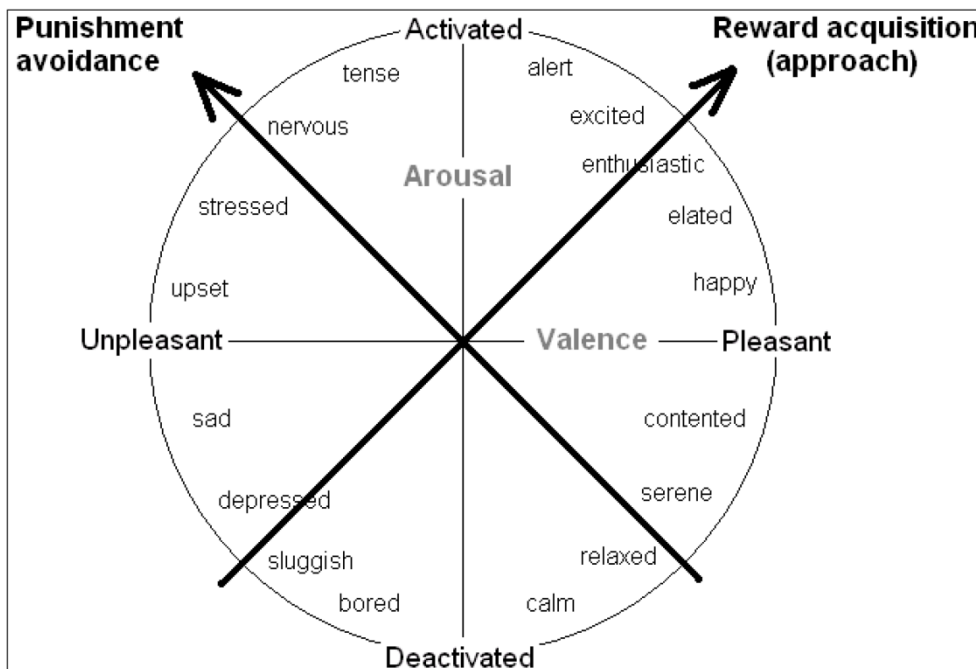 Punishment
avoidance
Activated
Reward acquisition
(approach)
tense
alert
nervous
excited
enthusiastic
Arousal
stressed
elated
upset
happy
Unpleasant
Valence
Pleasant
sad
contented
depressed
serene
sluggish
relaxed
bored
calm
Deactivated